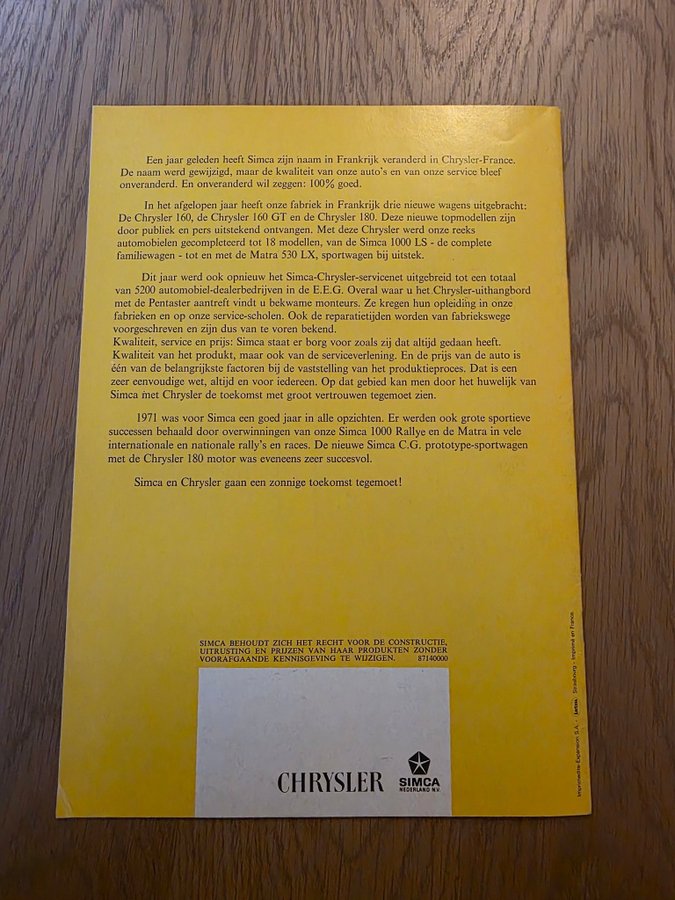 Een jaar geleden heeft Simca zijn naam in Frankrijk veranderd in Chrysler-France.
De naam werd gewijzigd, maar de kwaliteit van onze auto's en van onze service bleef
onveranderd. En onveranderd wil zeggen: 100% goed.
In het afgelopen jaar heeft onze fabriek in Frankrijk drie nieuwe wagens uitgebracht:
De Chrysler 160, de Chrysler 160 GT en de Chrysler 180. Deze nieuwe topmodellen zijn
door publiek en pers uitstekend ontvangen. Met deze Chrysler werd onze reeks
automobielen gecompleteerd tot 18 modellen, van de Simca 1000 LS - de complete
familiewagen - tot en met de Matra 530 LX, sportwagen bij uitstek.
Dit jaar werd ook opnieuw het Simca-Chrysler-servicenet uitgebreid tot een totaal
van 5200 automobiel-dealerbedrijven in de E.E.G. Overal waar u het Chrysler-uithangbord
met de Pentaster aantreft vindt u bekwame monteurs. Ze kregen hun opleiding in onze
fabrieken en op onze service-scholen. Ook de reparatietijden worden van fabriekswege
voorgeschreven en zijn dus van te voren bekend.
Kwaliteit, service en prijs: Simca staat er borg voor zoals zij dat altijd gedaan heeft.
Kwaliteit van het produkt, maar ook van de serviceverlening. En de prijs van de auto is
één van de belangrijkste factoren bij de vaststelling van het produktieproces. Dat is een
zeer eenvoudige wet, altijd en voor iedereen. Op dat gebied kan men door het huwelijk van
Simca met Chrysler de toekomst met groot vertrouwen tegemoet zien.
1971 was voor Simca een goed jaar in alle opzichten. Er werden ook grote sportieve
successen behaald door overwinningen van onze Simca 1000 Rallye en de Matra in vele
internationale en nationale rally's en races. De nieuwe Simca C.G. prototype-sportwagen
met de Chrysler 180 motor was eveneens zeer succesvol.
Simca en Chrysler gaan een zonnige toekomst tegemoet!
SIMCA BEHOUDT ZICH HET RECHT VOOR DE CONSTRUCTIE,
UITRUSTING EN PRIJZEN VAN HAAR PRODUKTEN ZONDER
VOORAFGAANDE KENNISGEVING TE WIJZIGEN. 87140000
CHRYSLER
SIMCA
NEDERLAND N.V.
Strasbourg - Imprimé en France